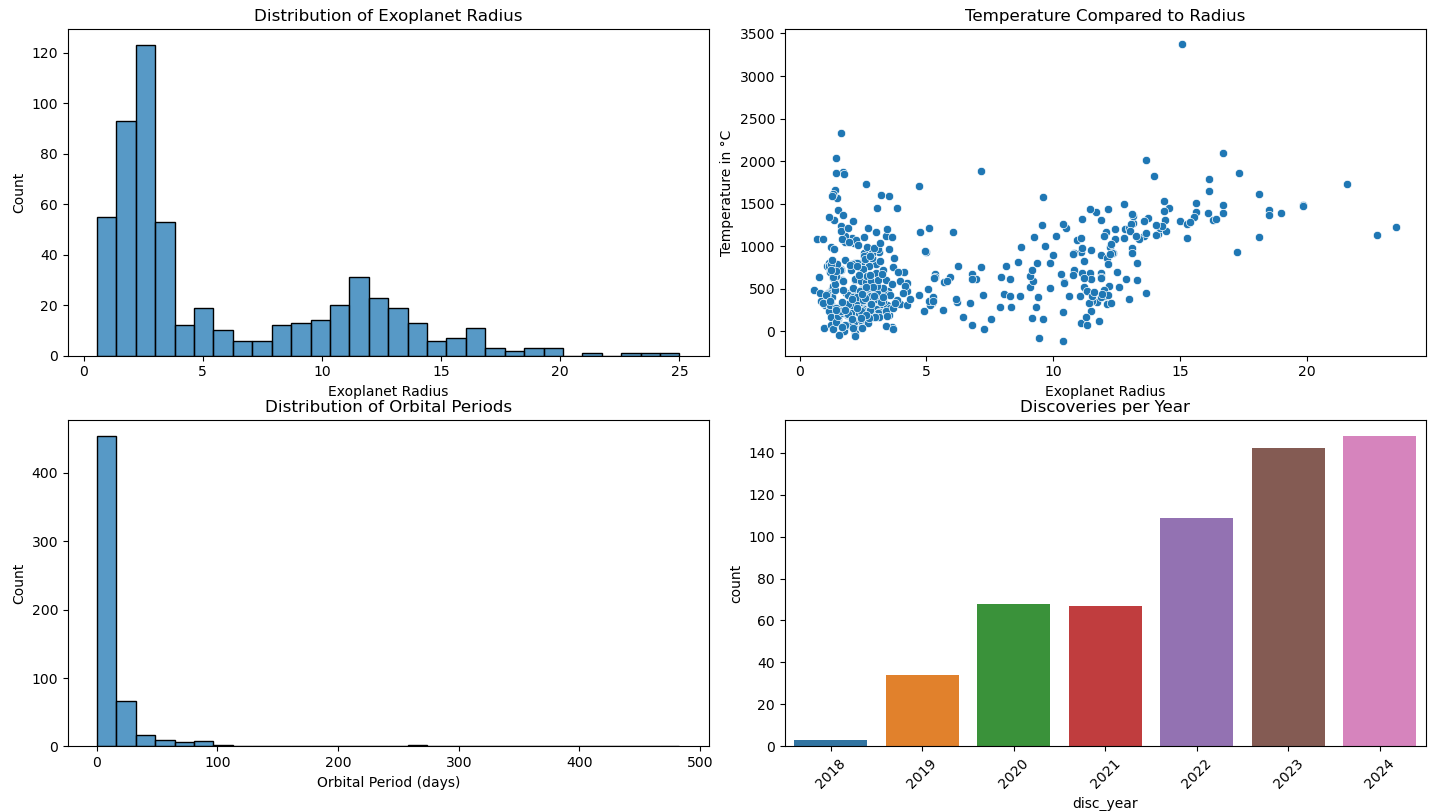 Distribution of Exoplanet Radius
120
100
80
60
40
20
0
Count
0 5 10 15 20 25
Exoplanet Radius
Temperature Compared to Radius
3500
3000
2500
2000
1500
1000
500
0
Temperature in °C
0 5 10 15 20
Exoplanet Radius
Distribution of Orbital Periods
400
300
200
100
0
Count
0 100 200 300 400 500
Orbital Period (days)
Discoveries per Year
140
120
100
80
60
40
20
0
count
2018 2019 2020 2021 2022 2023 2024
disc_year